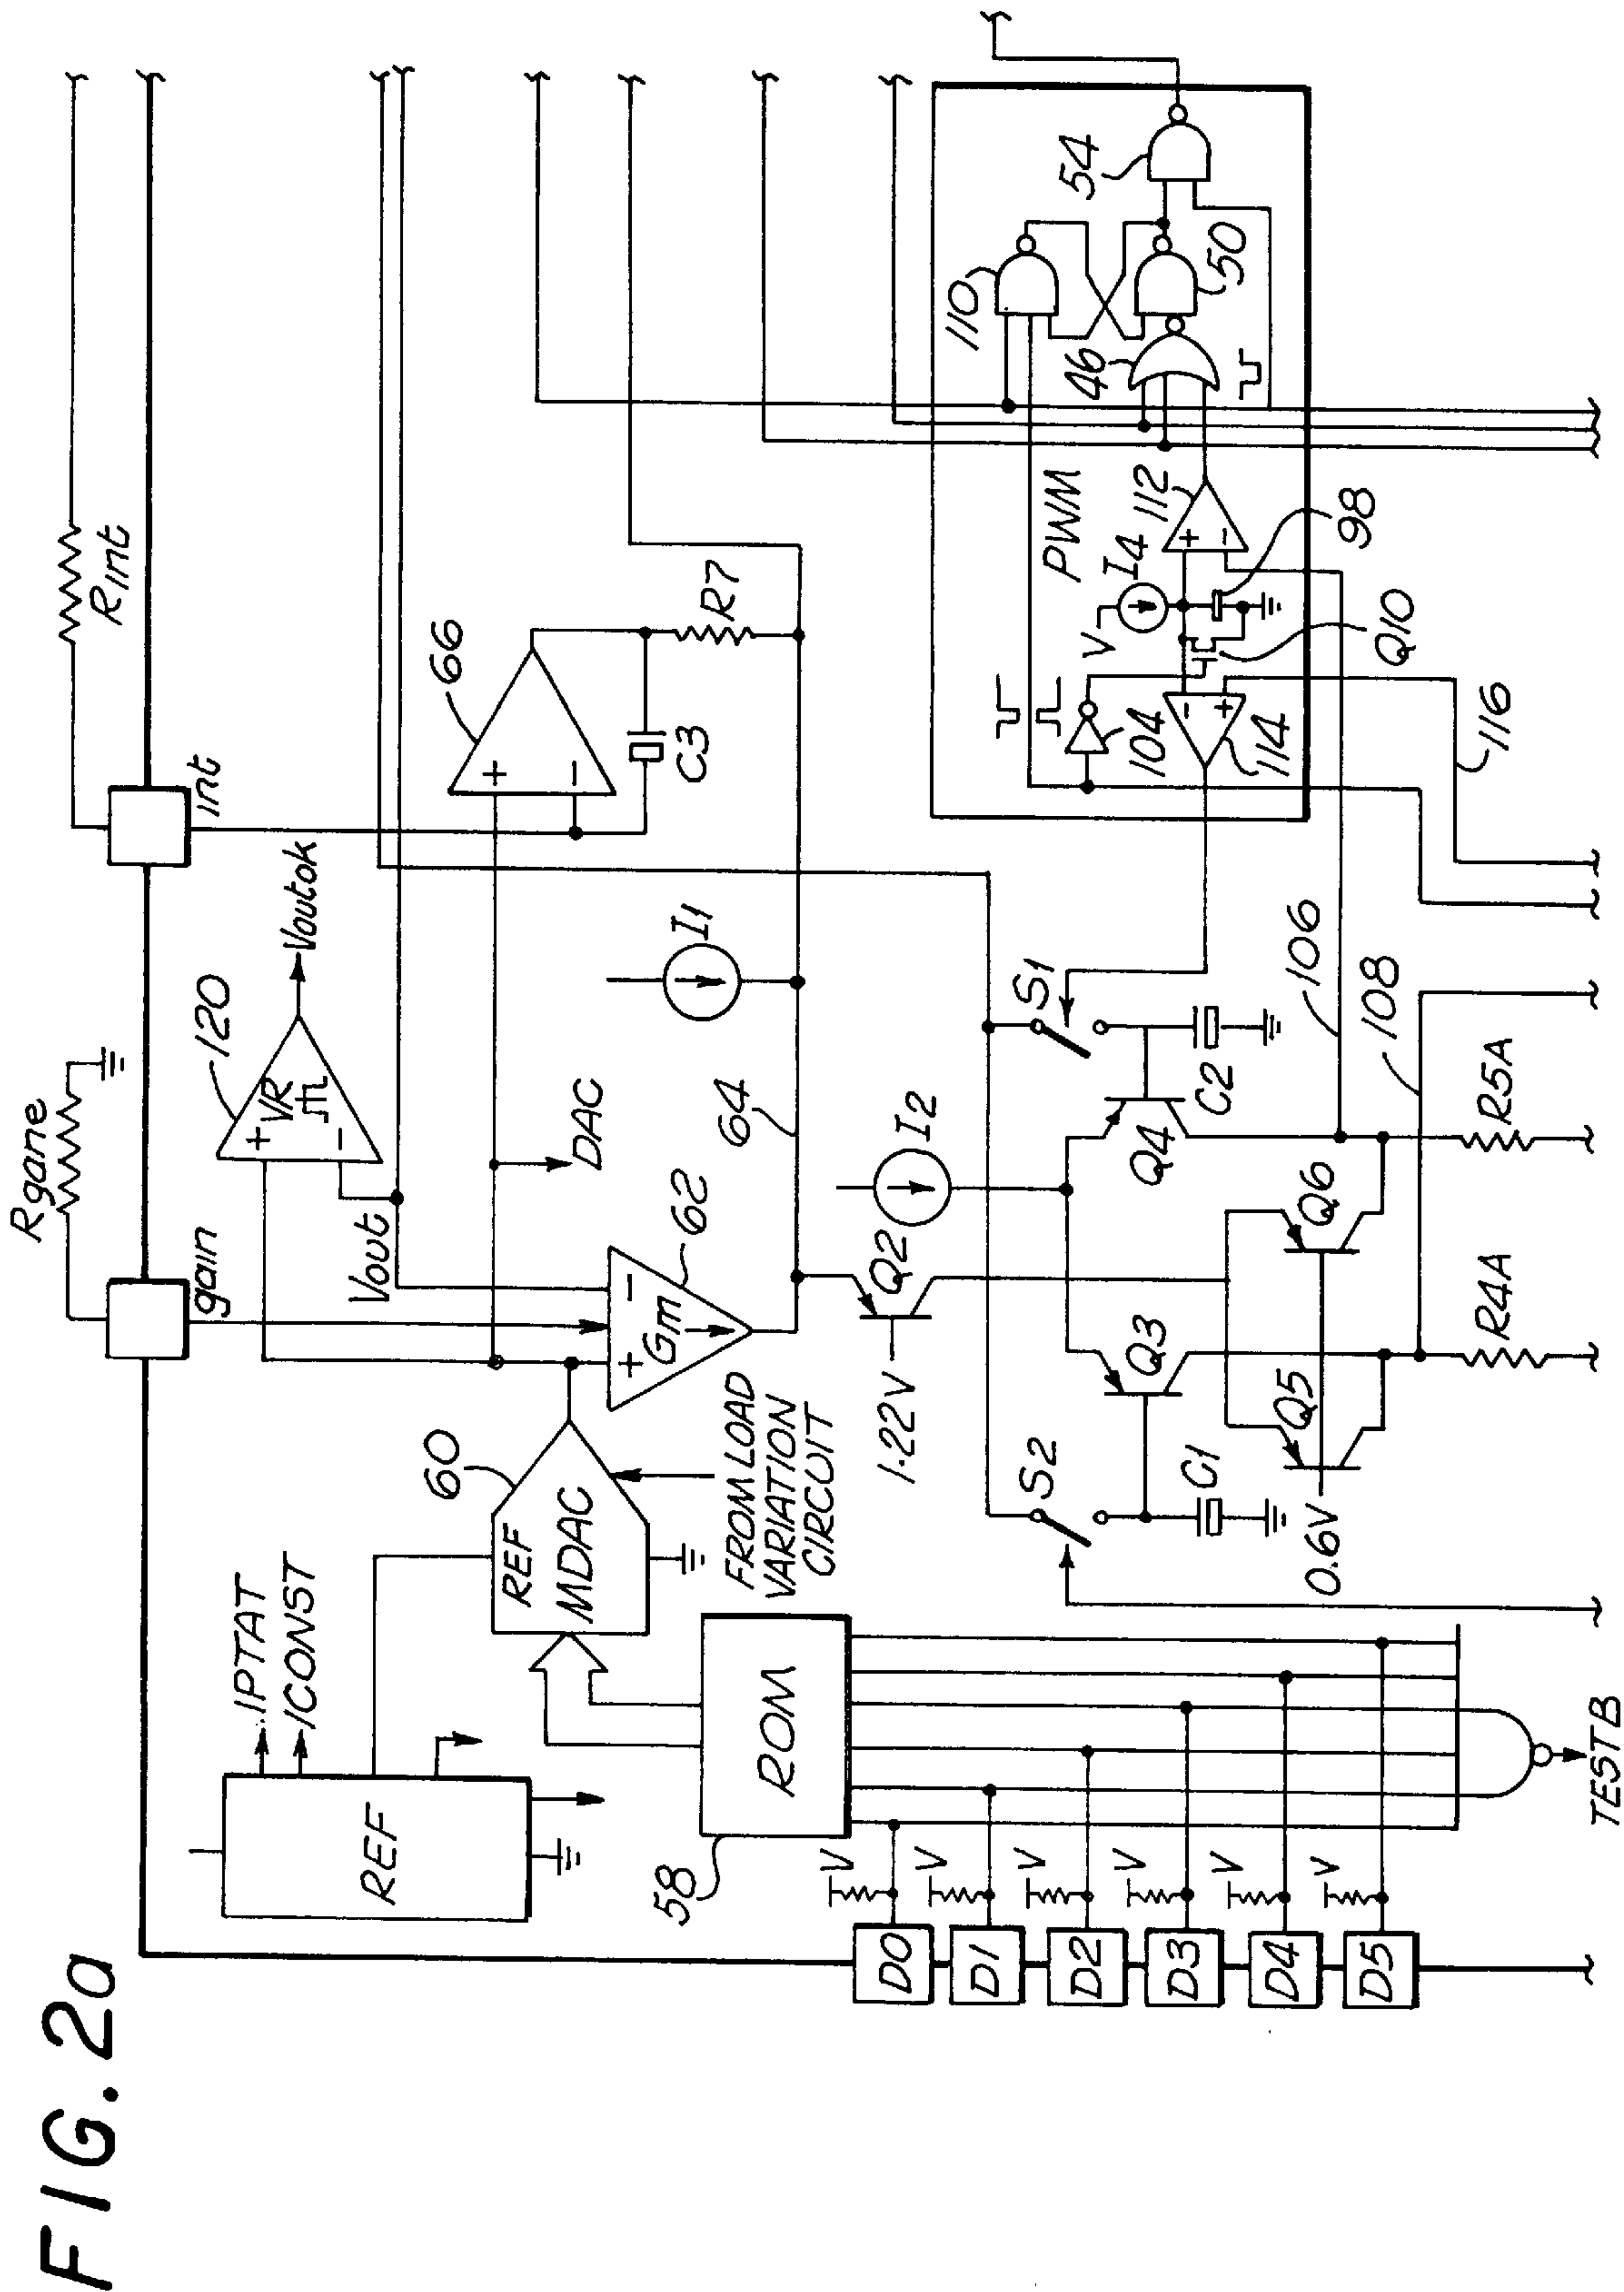 FIG. 2a
Rgane
Rint
gain
int
IPTAT
ICONST
REF
120
+
VR
-
Voutok
Vout
66
+
-
C3
R7
60
REF
MDAC
FROM LOAD
VARIATION
CIRCUIT
+
Gm
-
62
DAC
64
I1
58
ROM
1.22V
Q2
I2
S2
S1
Q3
Q4
C1
C2
Q5
Q6
0.6V
R4A
R5A
106
108
PWM
V
I4
104
-
+
114
Q10
+
-
112
98
116
110
46
50
54
V
V
V
V
V
V
D0
D1
D2
D3
D4
D5
TESTB